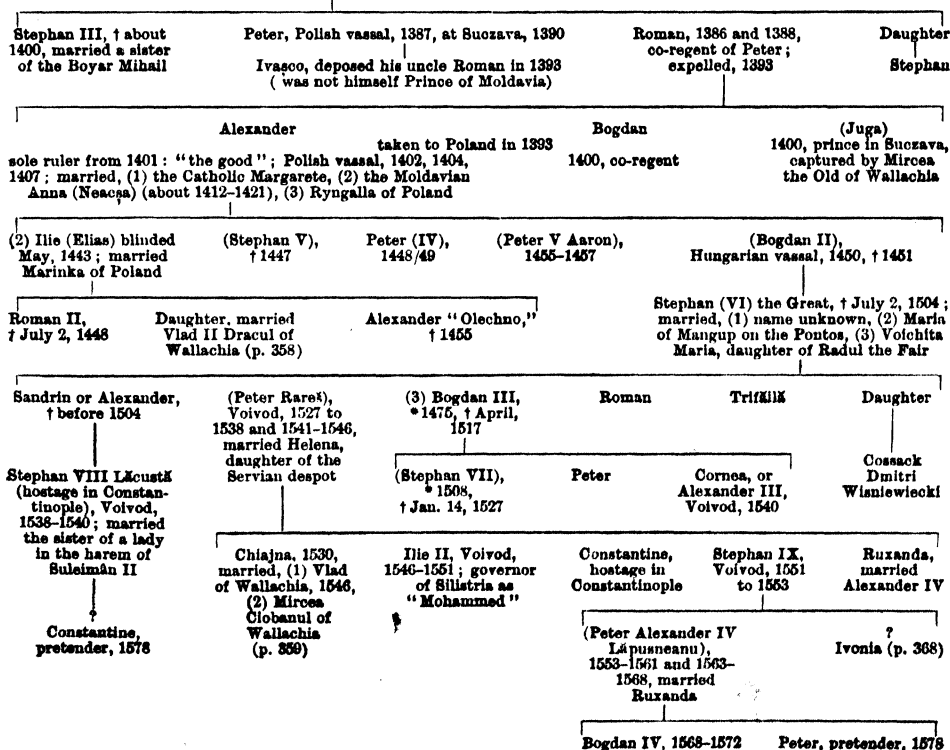 Stephan III, † about
1400, married a sister
of the Boyar Mihail
Peter, Polish vassal, 1387, at Suczava, 1390
Ivasco, deposed his uncle Roman in 1393
( was not himself Prince of Moldavia)
Roman, 1386 and 1388,
co-regent of Peter;
expelled, 1393
Daughter
Stephan
Alexander
taken to Poland in 1393
Bogdan
sole ruler from 1401: "the good"; Polish vassal, 1402, 1404,
1407; married, (1) the Catholic Margarete, (2) the Moldavian
Anna (Neacşa) (about 1412-1421), (3) Ryngalla of Poland
1400, co-regent
(Juga)
1400, prince in Suczava,
captured by Mircea
the Old of Wallachia
(2) Ilie (Elias) blinded
May, 1443; married
Marinka of Poland
(Stephan V),
† 1447
Peter (IV),
1448/49
(Peter V Aaron),
1455-1457
(Bogdan II),
Hungarian vassal, 1450, † 1451
Roman II,
† July 2, 1448
Daughter, married
Vlad II Dracul of
Wallachia (p. 358)
Alexander "Olechno,"
† 1455
Stephan (VI) the Great, † July 2, 1504;
married, (1) name unknown, (2) Maria
of Mangup on the Pontos, (3) Voichita
Maria, daughter of Radul the Fair
Sandrin or Alexander,
† before 1504
(Peter Rareš),
Voivod, 1527 to
1538 and 1541-1546,
married Helena,
daughter of the
Servian despot
(3) Bogdan III,
* 1475, † April,
1517
Roman
Trifăilă
Daughter
Stephan VIII Lăcustă
(hostage in Constan-
tinople), Voivod,
1538-1540; married
the sister of a lady
in the harem of
Suleimān II
(Stephan VII),
* 1508,
† Jan. 14, 1527
Peter
Cornea, or
Alexander III,
Voivod, 1540
Cossack
Dmitri
Wisniewiecki
?
Constantine,
pretender, 1578
Chiajna, 1530,
married, (1) Vlad
of Wallachia, 1546,
(2) Mircea
Ciobanul of
Wallachia
(p. 359)
Ilie II, Voivod,
1546-1551; governor
of Silistria as
"Mohammed"
Constantine,
hostage in
Constantinople
Stephan IX,
Voivod, 1551
to 1553
Ruxanda,
married
Alexander IV
(Peter Alexander IV
Lăpusneanu),
1553-1561 and 1563-
1568, married
Ruxanda
?
Ivonia (p. 368)
Bogdan IV, 1568-1572
Peter, pretender, 1578